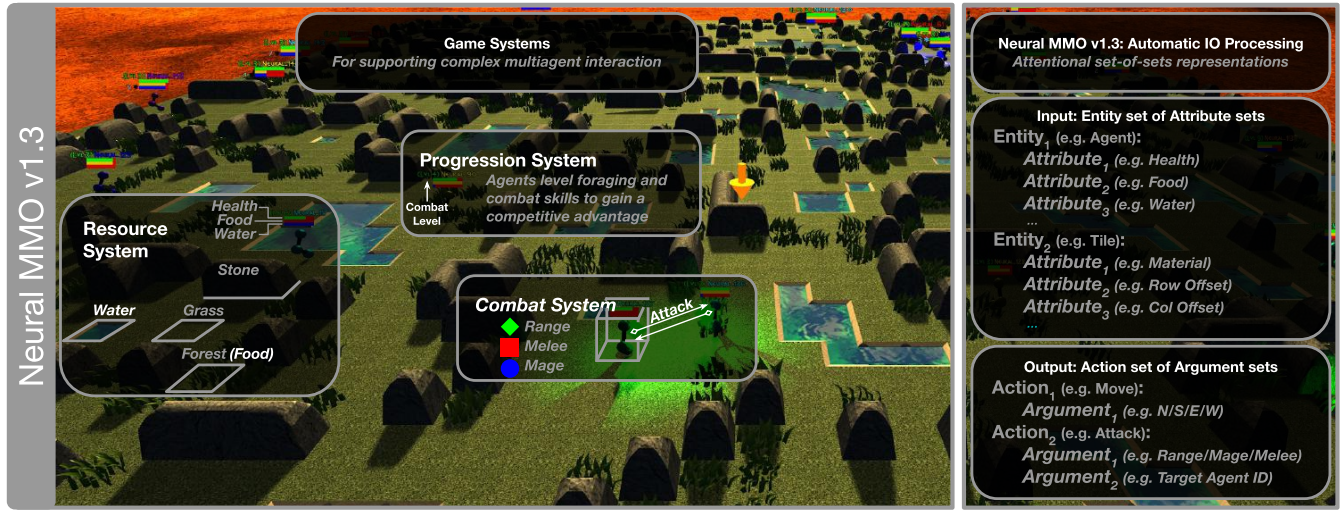 Neural MMO v1.3
Game Systems
For supporting complex multiagent interaction
Progression System
Agents level foraging and
combat skills to gain a
competitive advantage
Combat
Level
Resource
System
Health
Food
Water
Stone
Water
Grass
Forest (Food)
Combat System
Range
Melee
Mage
Attack
Neural MMO v1.3: Automatic IO Processing
Attentional set-of-sets representations
Input: Entity set of Attribute sets
Entity1 (e.g. Agent):
Attribute1 (e.g. Health)
Attribute2 (e.g. Food)
Attribute3 (e.g. Water)
...
Entity2 (e.g. Tile):
Attribute1 (e.g. Material)
Attribute2 (e.g. Row Offset)
Attribute3 (e.g. Col Offset)
...
Output: Action set of Argument sets
Action1 (e.g. Move):
Argument1 (e.g. N/S/E/W)
Action2 (e.g. Attack):
Argument1 (e.g. Range/Mage/Melee)
Argument2 (e.g. Target Agent ID)